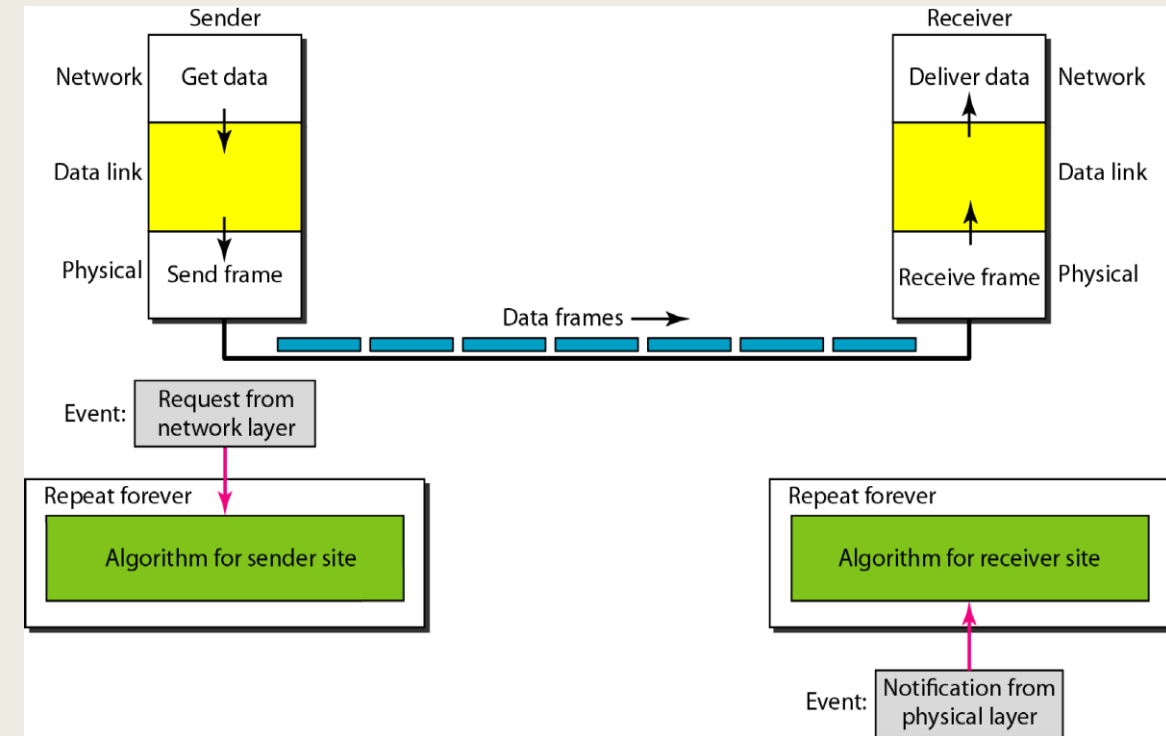 Sender
Receiver
Network
Get data
Deliver data
Network
Data link
Data link
Physical
Send frame
Receive frame
Physical
Data frames
Event:
Request from
network layer
Repeat forever
Algorithm for sender site
Repeat forever
Algorithm for receiver site
Event:
Notification from
physical layer